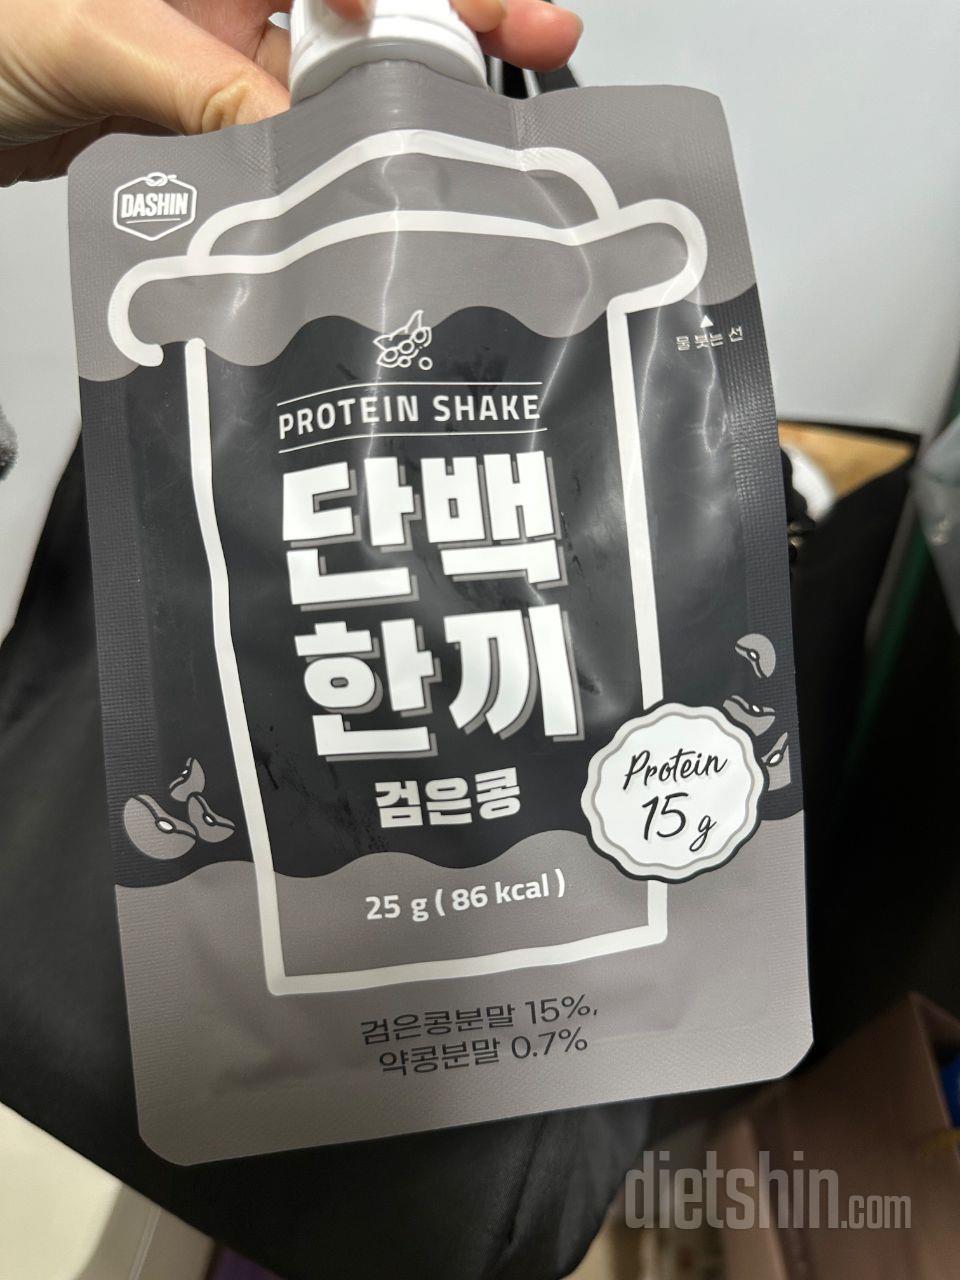 DASHIN
물 붓는 선
PROTEIN SHAKE
단백
한끼
검은콩
Protein
15 g
25 g ( 86 kcal )
검은콩분말 15%,
약콩분말 0.7%
dietshin.com